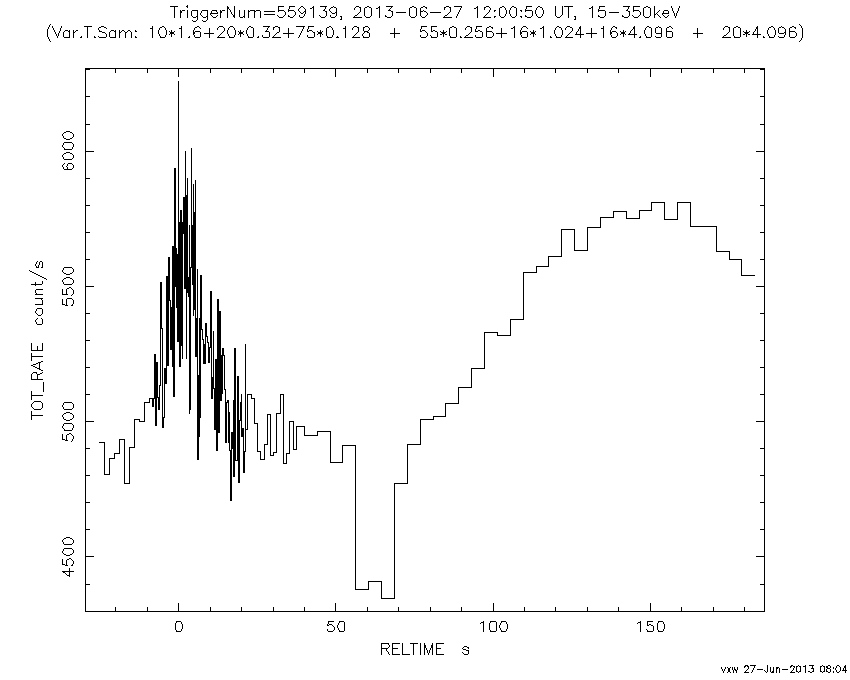 TriggerNum=559139, 2013-06-27 12:00:50 UT, 15-350keV
(Var.T.Sam: 10*1.6+20*0.32+75*0.128 + 55*0.256+16*1.024+16*4.096 + 20*4.096)
TOT_RATE count/s
6000
5500
5000
4500
0 50 100 150
RELTIME s
vxw 27-Jun-2013 08:04